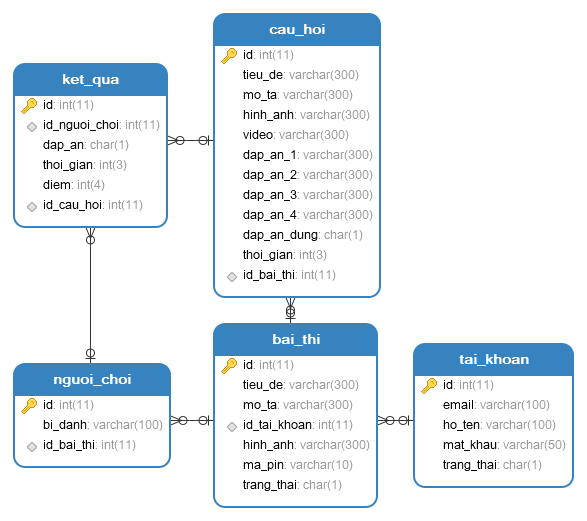 cau_hoi
id: int(11)
tieu_de: varchar(300)
mo_ta: varchar(300)
hinh_anh: varchar(300)
video: varchar(300)
dap_an_1: varchar(300)
dap_an_2: varchar(300)
dap_an_3: varchar(300)
dap_an_4: varchar(300)
dap_an_dung: char(1)
thoi_gian: int(3)
id_bai_thi: int(11)
ket_qua
id: int(11)
id_nguoi_choi: int(11)
dap_an: char(1)
thoi_gian: int(3)
diem: int(4)
id_cau_hoi: int(11)
nguoi_choi
id: int(11)
bi_danh: varchar(100)
id_bai_thi: int(11)
bai_thi
id: int(11)
tieu_de: varchar(300)
mo_ta: varchar(300)
id_tai_khoan: int(11)
hinh_anh: varchar(300)
ma_pin: varchar(10)
trang_thai: char(1)
tai_khoan
id: int(11)
email: varchar(100)
ho_ten: varchar(100)
mat_khau: varchar(50)
trang_thai: char(1)